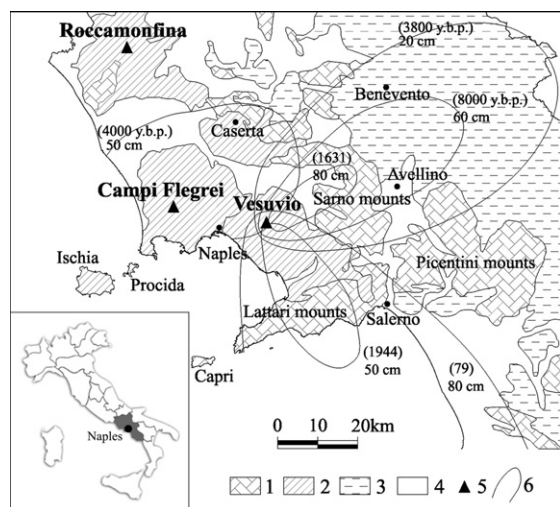 Roccamonfina
(3800 y.b.p.)
20 cm
Benevento
(8000 y.b.p.)
60 cm
(4000 y.b.p.)
50 cm
Caserta
(1631)
80 cm
Avellino
Sarno mounts
Campi Flegrei
Vesuvio
Naples
Ischia
Procida
Picentini mounts
Lattari mounts
Salerno
Capri
(1944)
50 cm
(79)
80 cm
Naples
0 10 20km
1 2 3 4 5 6